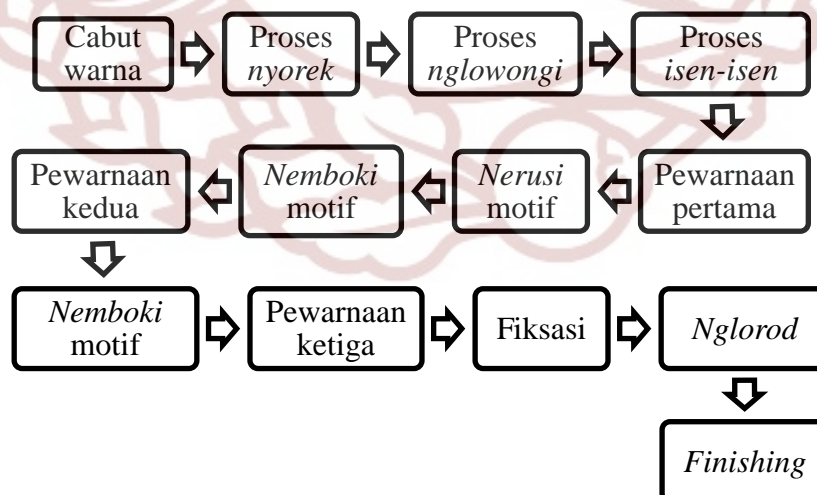 Cabut
warna
Proses
nyorek
Proses
nglowongi
Proses
isen-isen
Pewarnaan
pertama
Nerusi
motif
Nemboki
motif
Pewarnaan
kedua
Nemboki
motif
Pewarnaan
ketiga
Fiksasi
Nglorod
Finishing